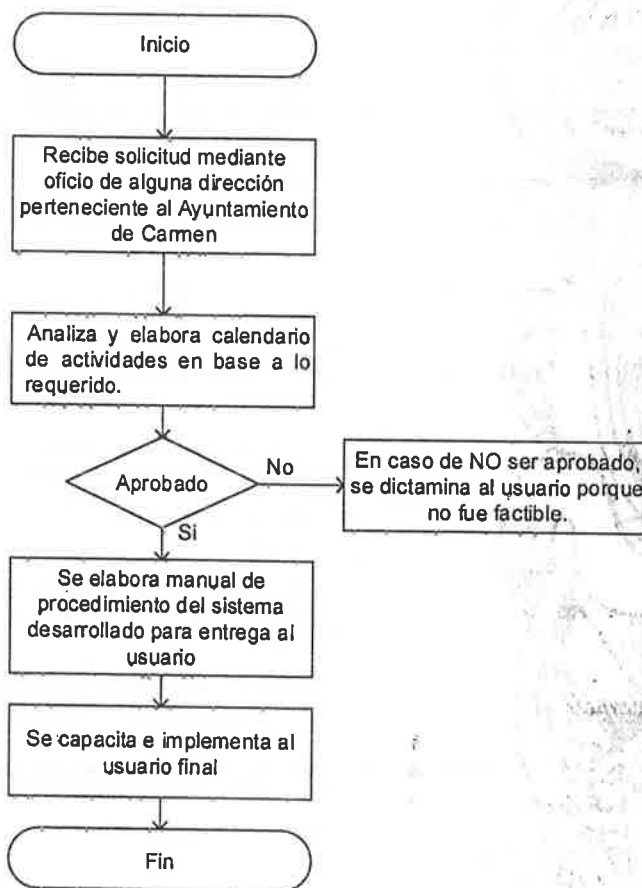 Inicio
Recibe solicitud mediante
oficio de alguna dirección
perteneciente al Ayuntamiento
de Carmen
Analiza y elabora calendario
de actividades en base a lo
requerido.
Aprobado
No
En caso de NO ser aprobado,
se dictamina al usuario porque
no fue factible.
Si
Se elabora manual de
procedimiento del sistema
desarrollado para entrega al
usuario
Se capacita e implementa al
usuario final
Fin